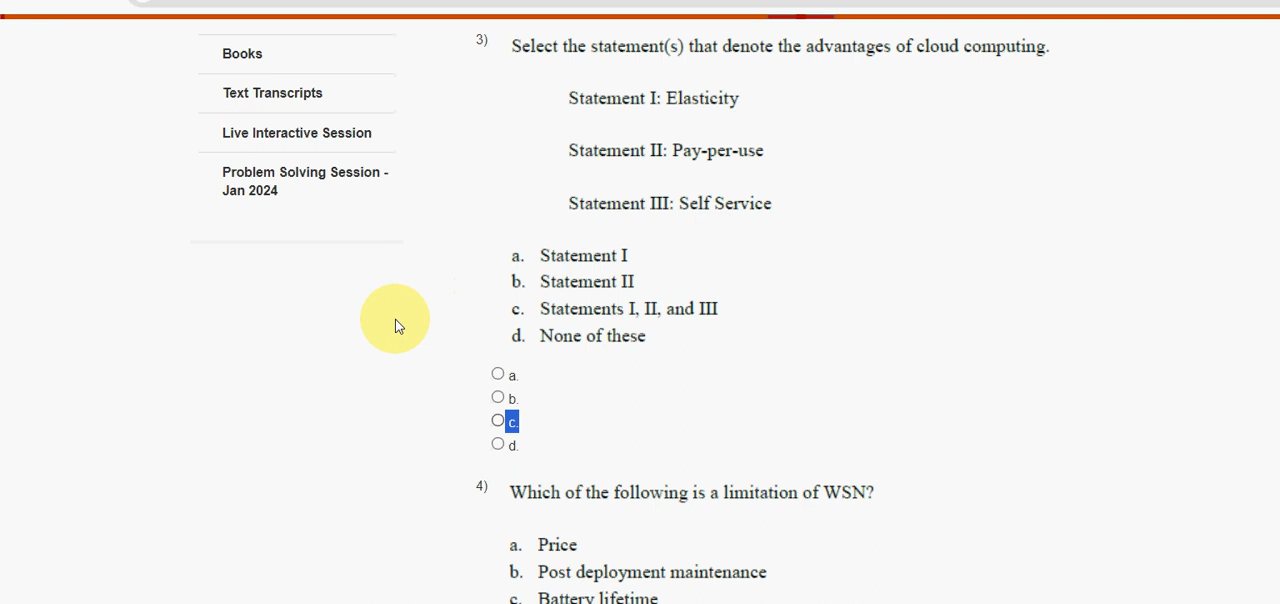 Books
Text Transcripts
Live Interactive Session
Problem Solving Session -
Jan 2024
3) Select the statement(s) that denote the advantages of cloud computing.
Statement I: Elasticity
Statement II: Pay-per-use
Statement III: Self Service
a. Statement I
b. Statement II
c. Statements I, II, and III
d. None of these
a.
b.
c.
d.
4) Which of the following is a limitation of WSN?
a. Price
b. Post deployment maintenance
c. Battery lifetime